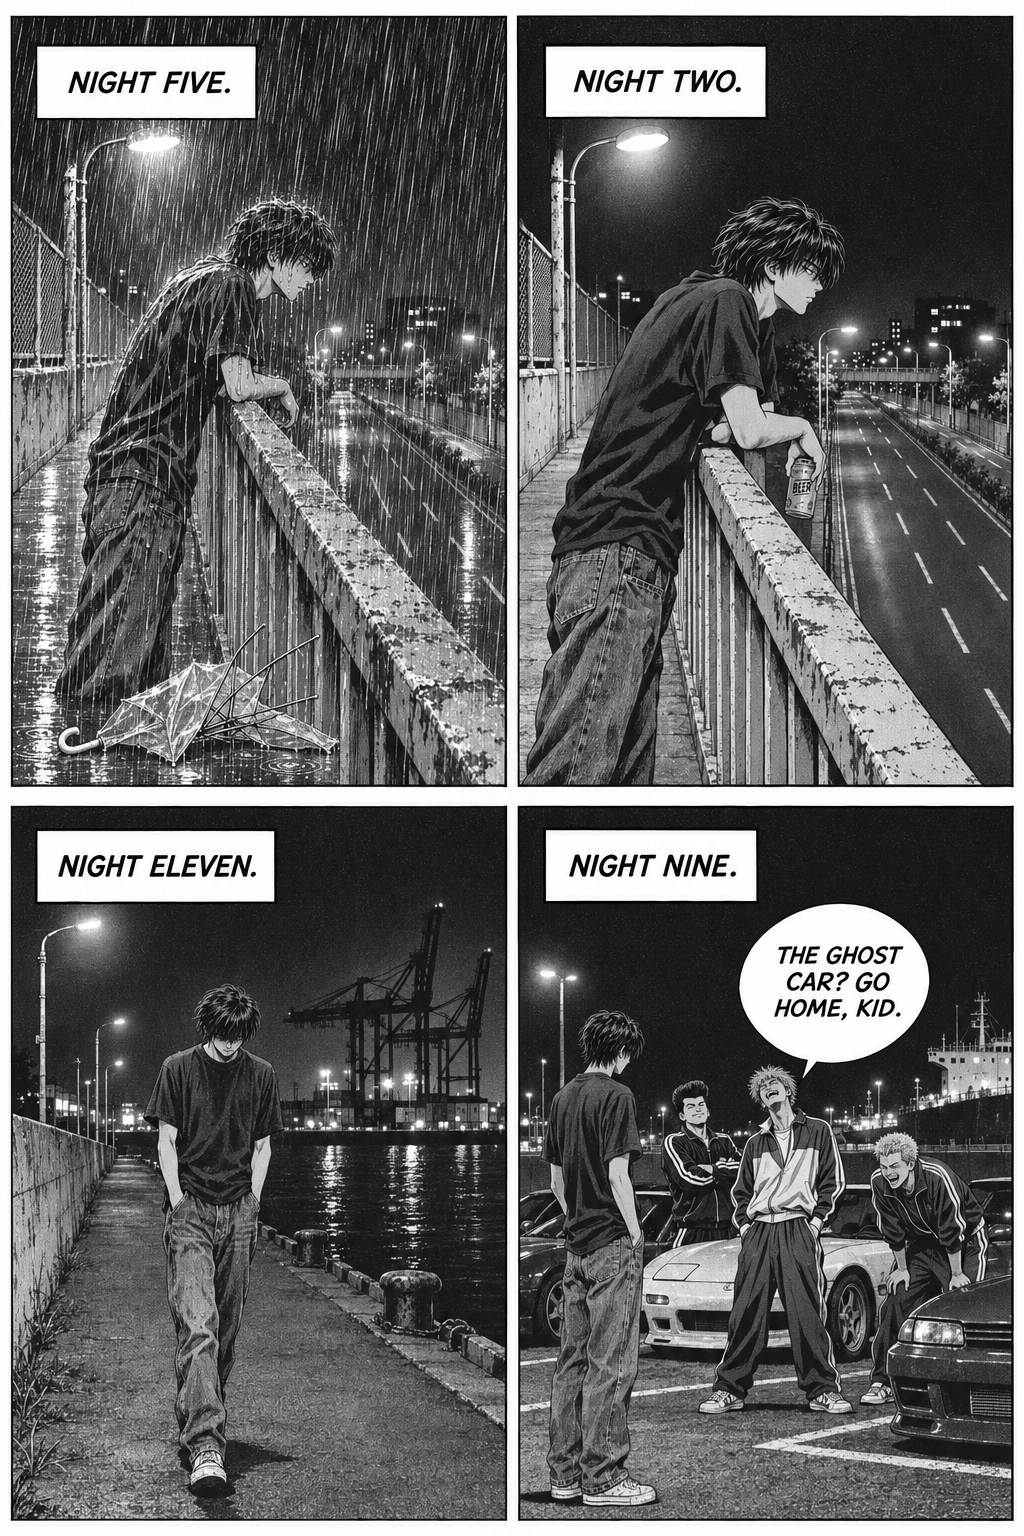 NIGHT TWO.
BEER
NIGHT FIVE.
NIGHT NINE.
THE GHOST
CAR? GO
HOME, KID.
NIGHT ELEVEN.